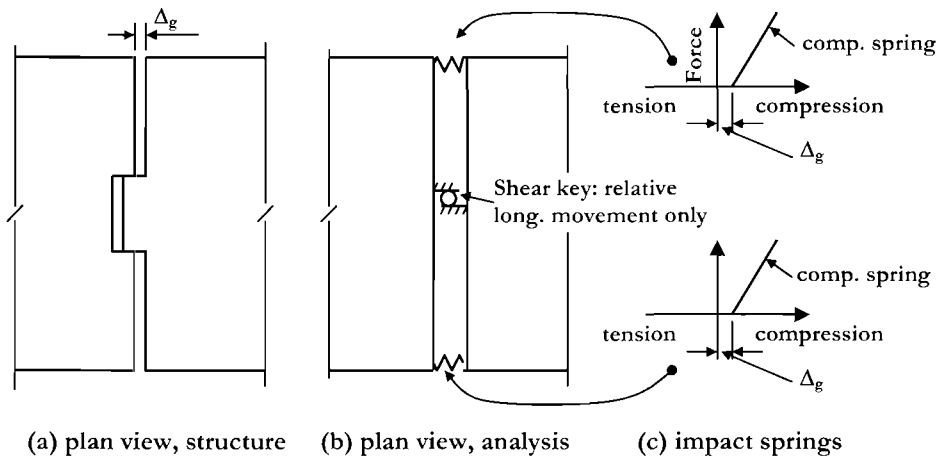 Δg
Force
comp. spring
tension
compression
Δg
Shear key: relative
long. movement only
comp. spring
tension
compression
Δg
(a) plan view, structure
(b) plan view, analysis
(c) impact springs